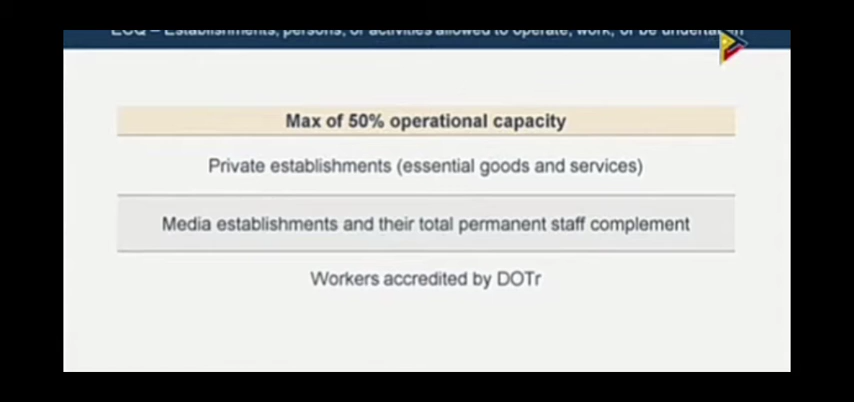 ECQ – Establishments, persons, or activities allowed to operate, work, or be undertaken in
Max of 50% operational capacity
Private establishments (essential goods and services)
Media establishments and their total permanent staff complement
Workers accredited by DOTr